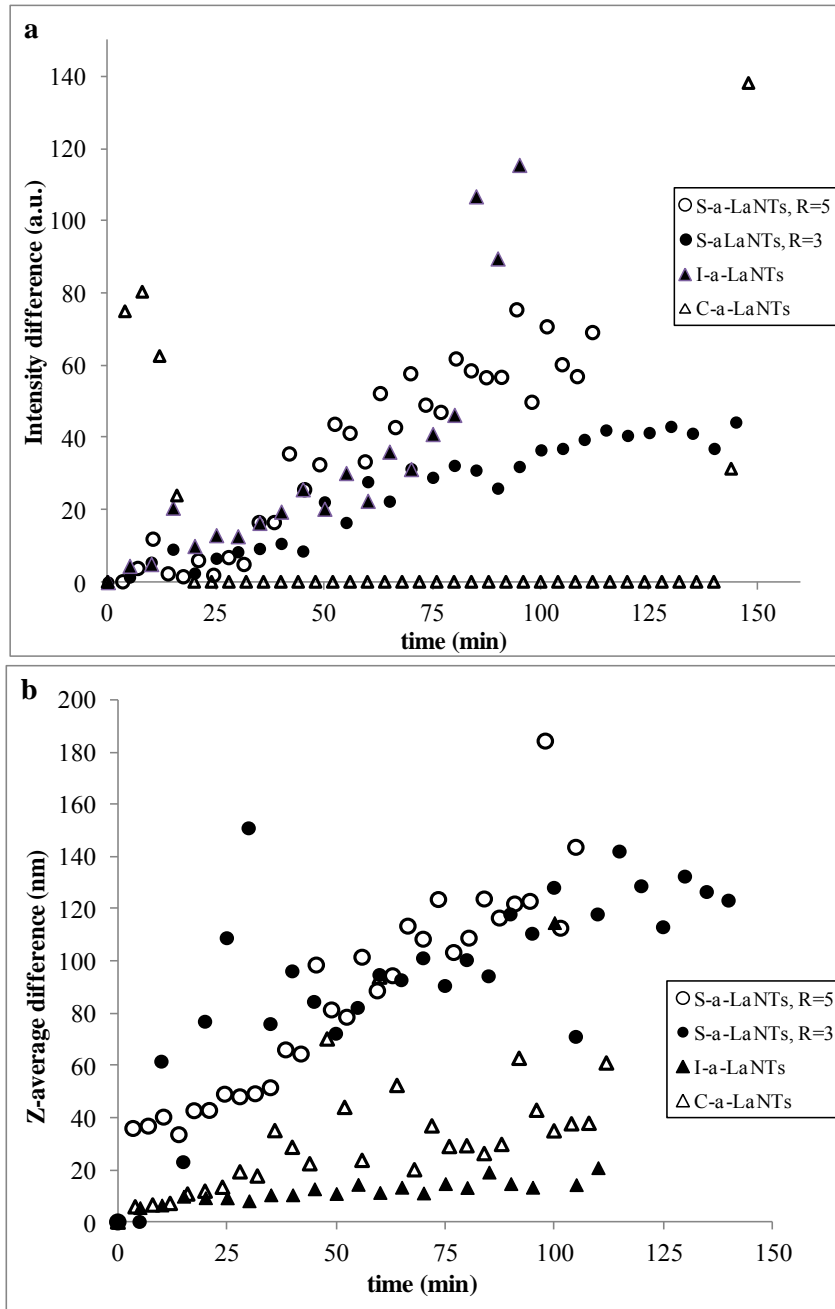 a
140
120
100
80
60
40
20
0
Intensity difference (a.u.)
S-a-LaNTs, R=5
S-aLaNTs, R=3
I-a-LaNTs
C-a-LaNTs
0 25 50 75 100 125 150
time (min)
b
200
180
160
140
120
100
80
60
40
20
0
Z-average difference (nm)
S-a-LaNTs, R=5
S-a-LaNTs, R=3
I-a-LaNTs
C-a-LaNTs
0 25 50 75 100 125 150
time (min)